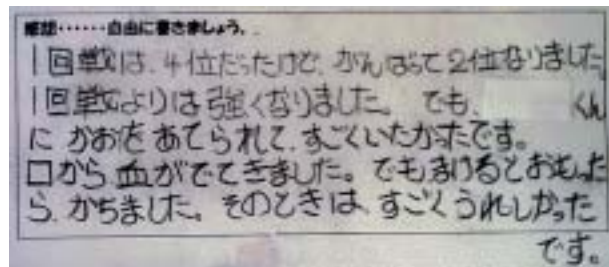 感想……自由に書きましょう。
1回戦は、4位だったけど、がんばって2位なりました
1回戦よりは強くなりました。でも、くん
に かおを あてられて、すごくいたかったです。
口から 血がでてきました。でもまけるとおもった
ら、かちました。そのときは、すごくうれしかった
です。